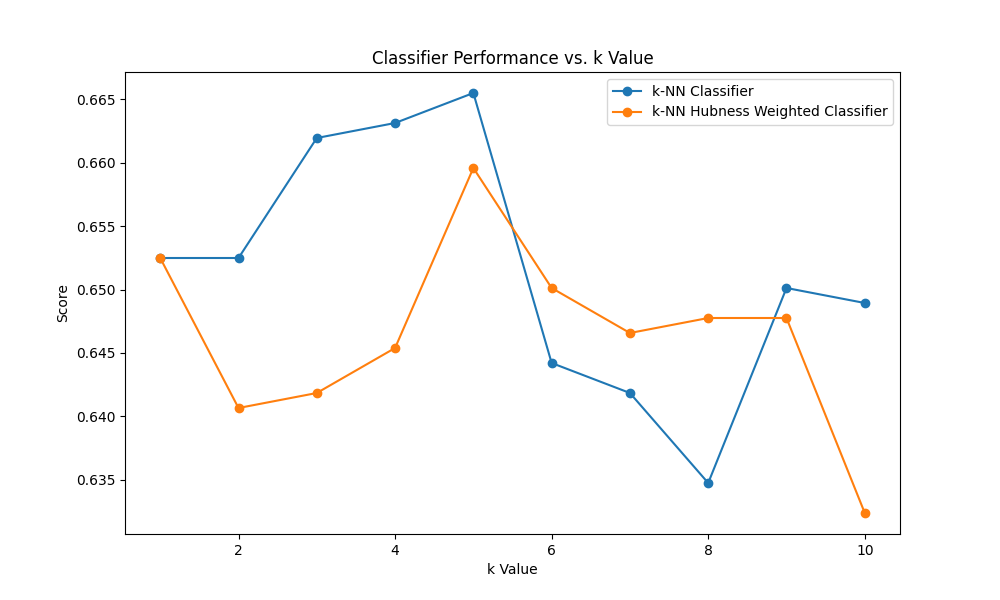 Classifier Performance vs. k Value
k-NN Classifier
k-NN Hubness Weighted Classifier
Score
0.665
0.660
0.655
0.650
0.645
0.640
0.635
2
4
6
8
10
k Value